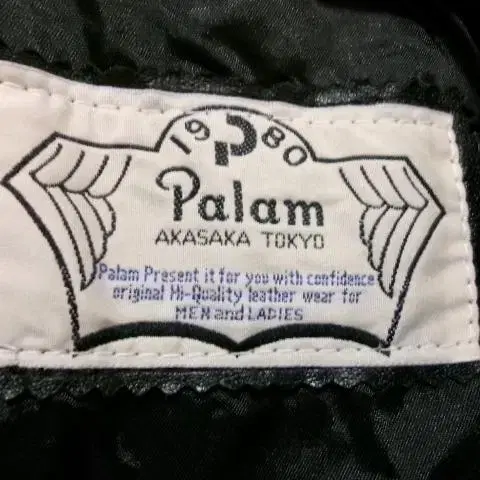 1980
P
Palam
AKASAKA TOKYO
Palam Present it for you with confidence
original Hi-Quality leather wear for
MEN and LADIES